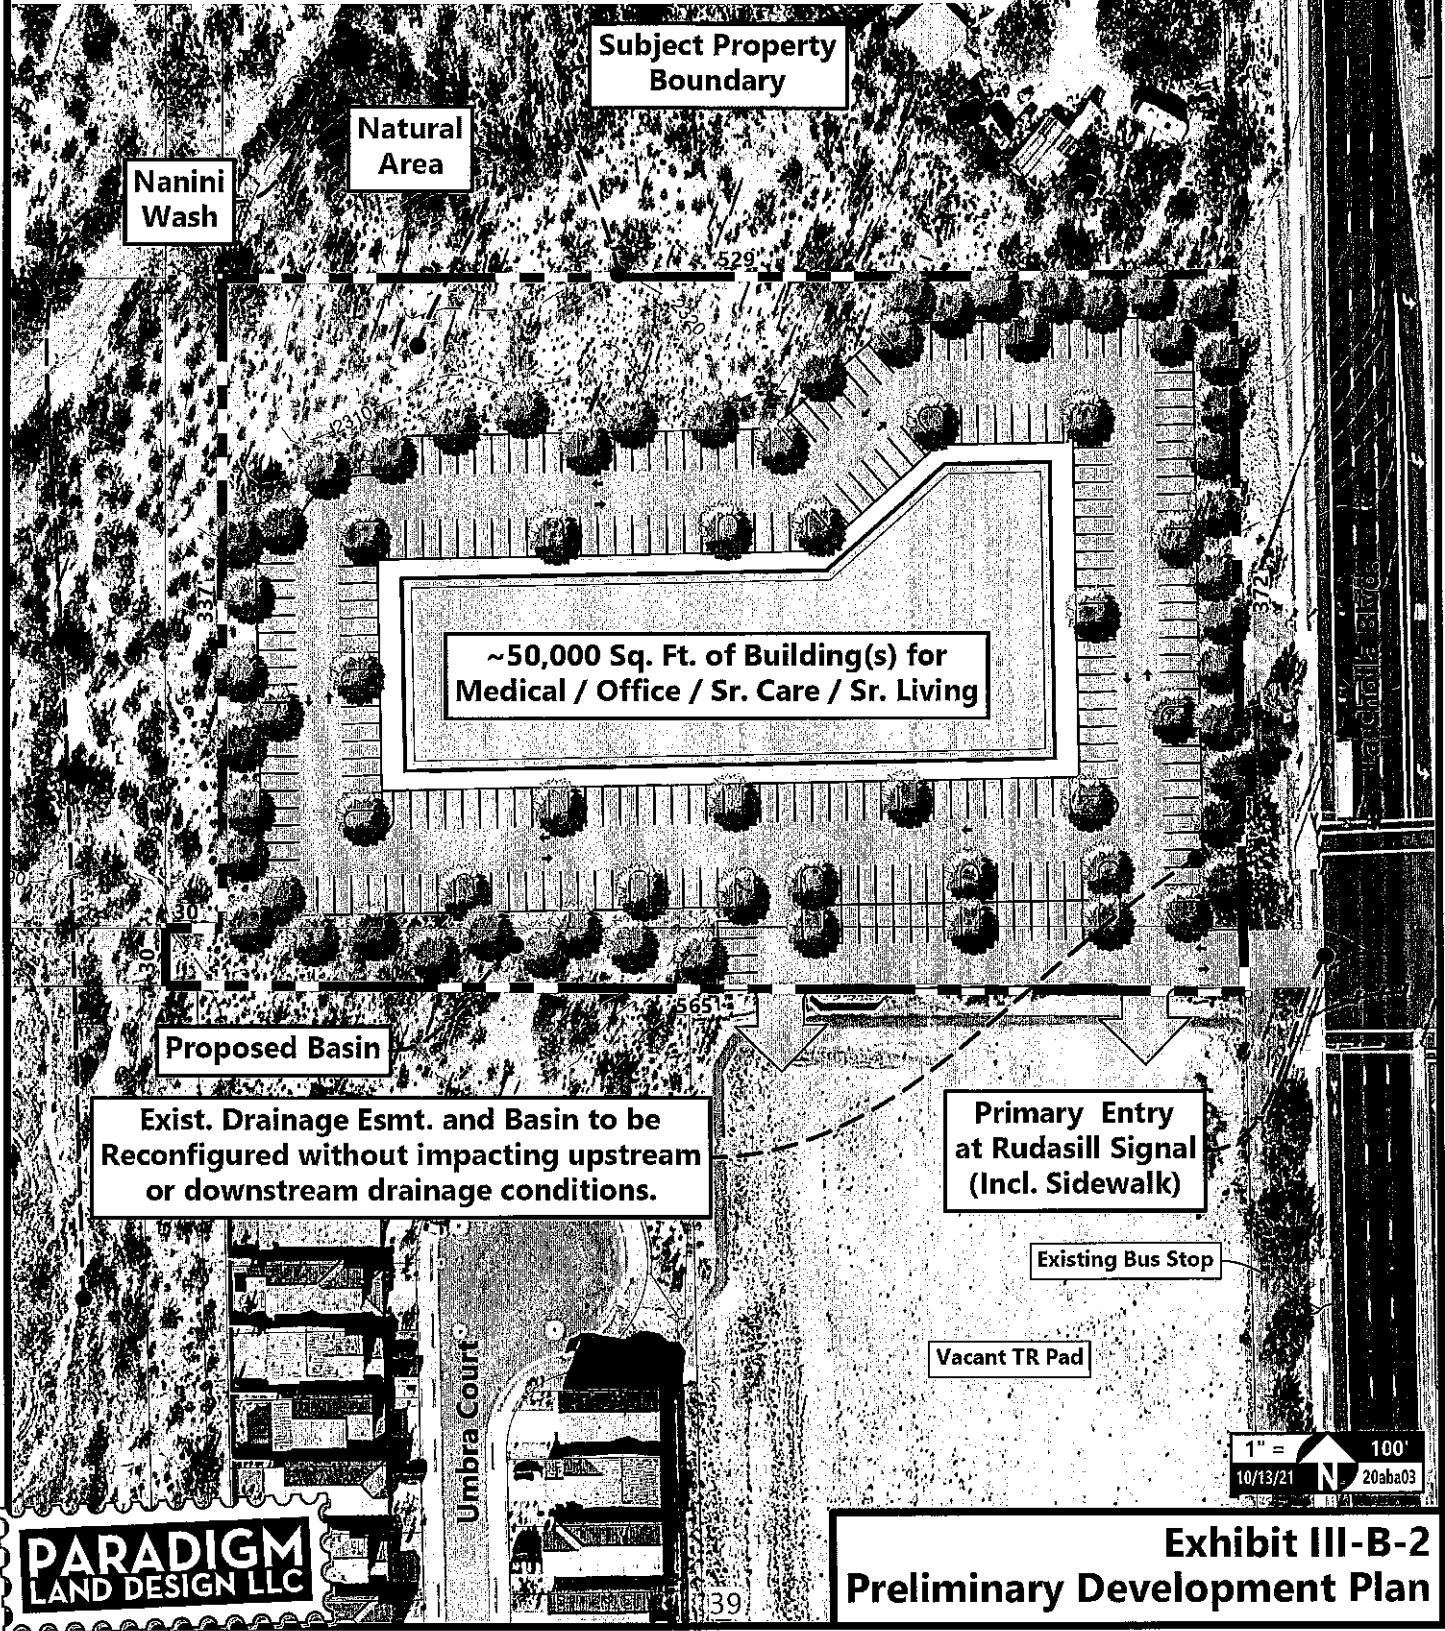 Subject Property
Boundary
Natural
Area
Nanini
Wash
529'
2320
2310
337'
372'
La Cholla Blvd.
~50,000 Sq. Ft. of Building(s) for
Medical / Office / Sr. Care / Sr. Living
30'
30'
565'
Proposed Basin
Exist. Drainage Esmt. and Basin to be
Reconfigured without impacting upstream
or downstream drainage conditions.
Primary Entry
at Rudasill Signal
(Incl. Sidewalk)
Existing Bus Stop
Vacant TR Pad
Umbra Court
1" = 100'
10/13/21 N 20aba03
PARADIGM
LAND DESIGN LLC
39
Exhibit III-B-2
Preliminary Development Plan